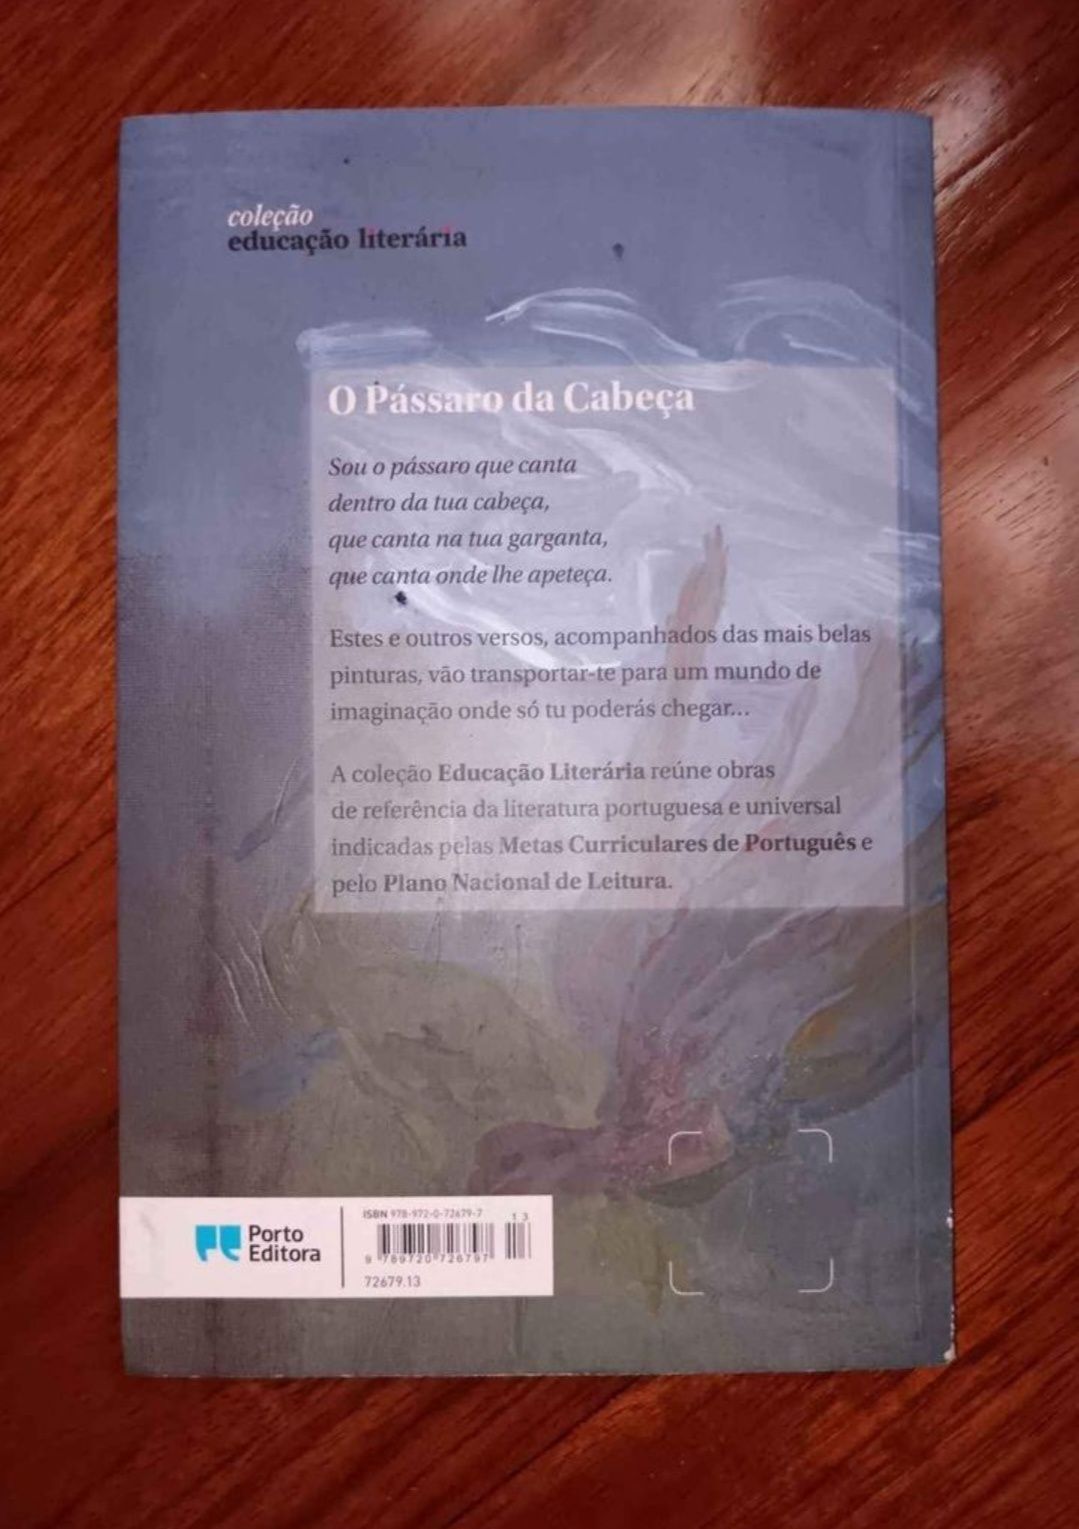 coleção
educação literária
O Pássaro da Cabeça
Sou o pássaro que canta
dentro da tua cabeça,
que canta na tua garganta,
que canta onde lhe apeteça.
Estes e outros versos, acompanhados das mais belas
pinturas, vão transportar-te para um mundo de
imaginação onde só tu poderás chegar...
A coleção Educação Literária reúne obras
de referência da literatura portuguesa e universal
indicadas pelas Metas Curriculares de Português e
pelo Plano Nacional de Leitura.
Porto
Editora
ISBN 978-972-0-72679-7
13
9 789720 726797
72679.13